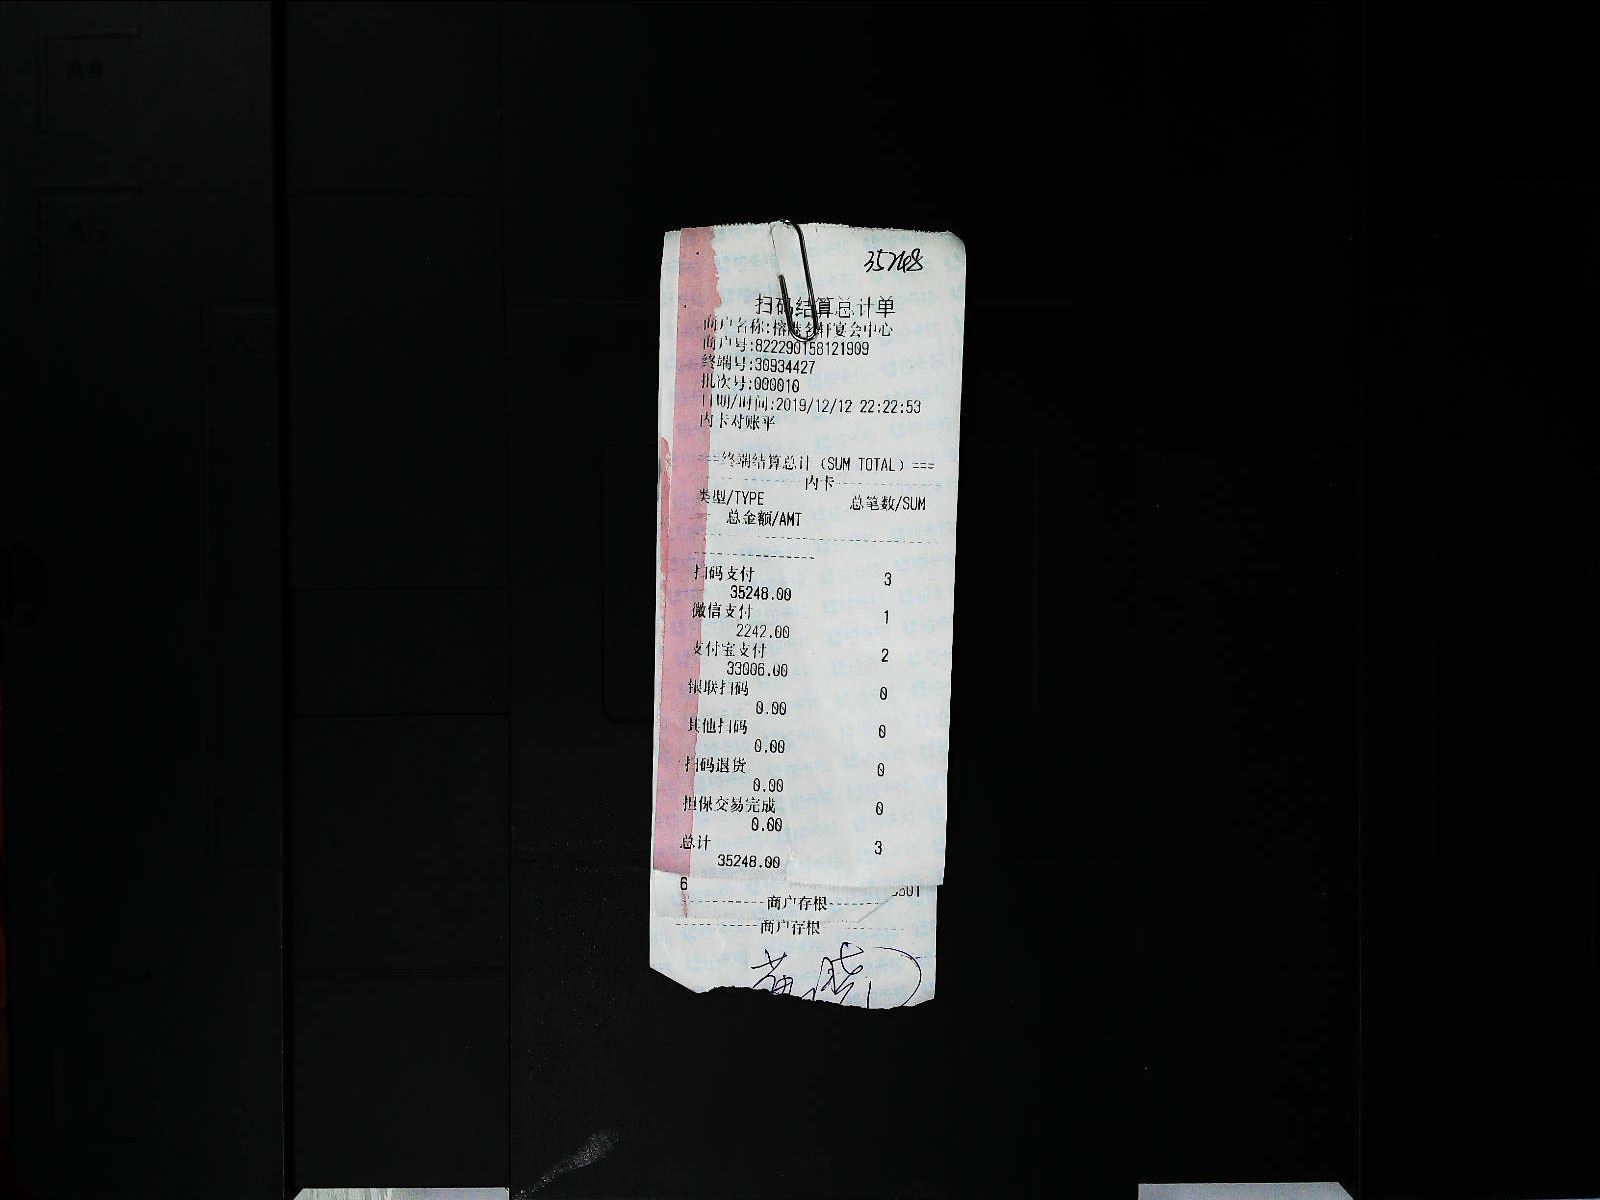 35248
扫码结算总计单
商户名称:榕港名轩宴会中心
商户号:822290158121909
终端号:30934427
批次号:000010
日期/时间:2019/12/12 22:22:53
内卡对账平
===终端结算总计（SUM TOTAL）===
内卡
类型/TYPE 总笔数/SUM
总金额/AMT
扫码支付 3
35248.00
微信支付 1
2242.00
支付宝支付 2
33006.00
银联扫码 0
0.00
其他扫码 0
0.00
扫码退货 0
0.00
担保交易完成 0
0.00
总计 3
35248.00
6
商户存根
商户存根